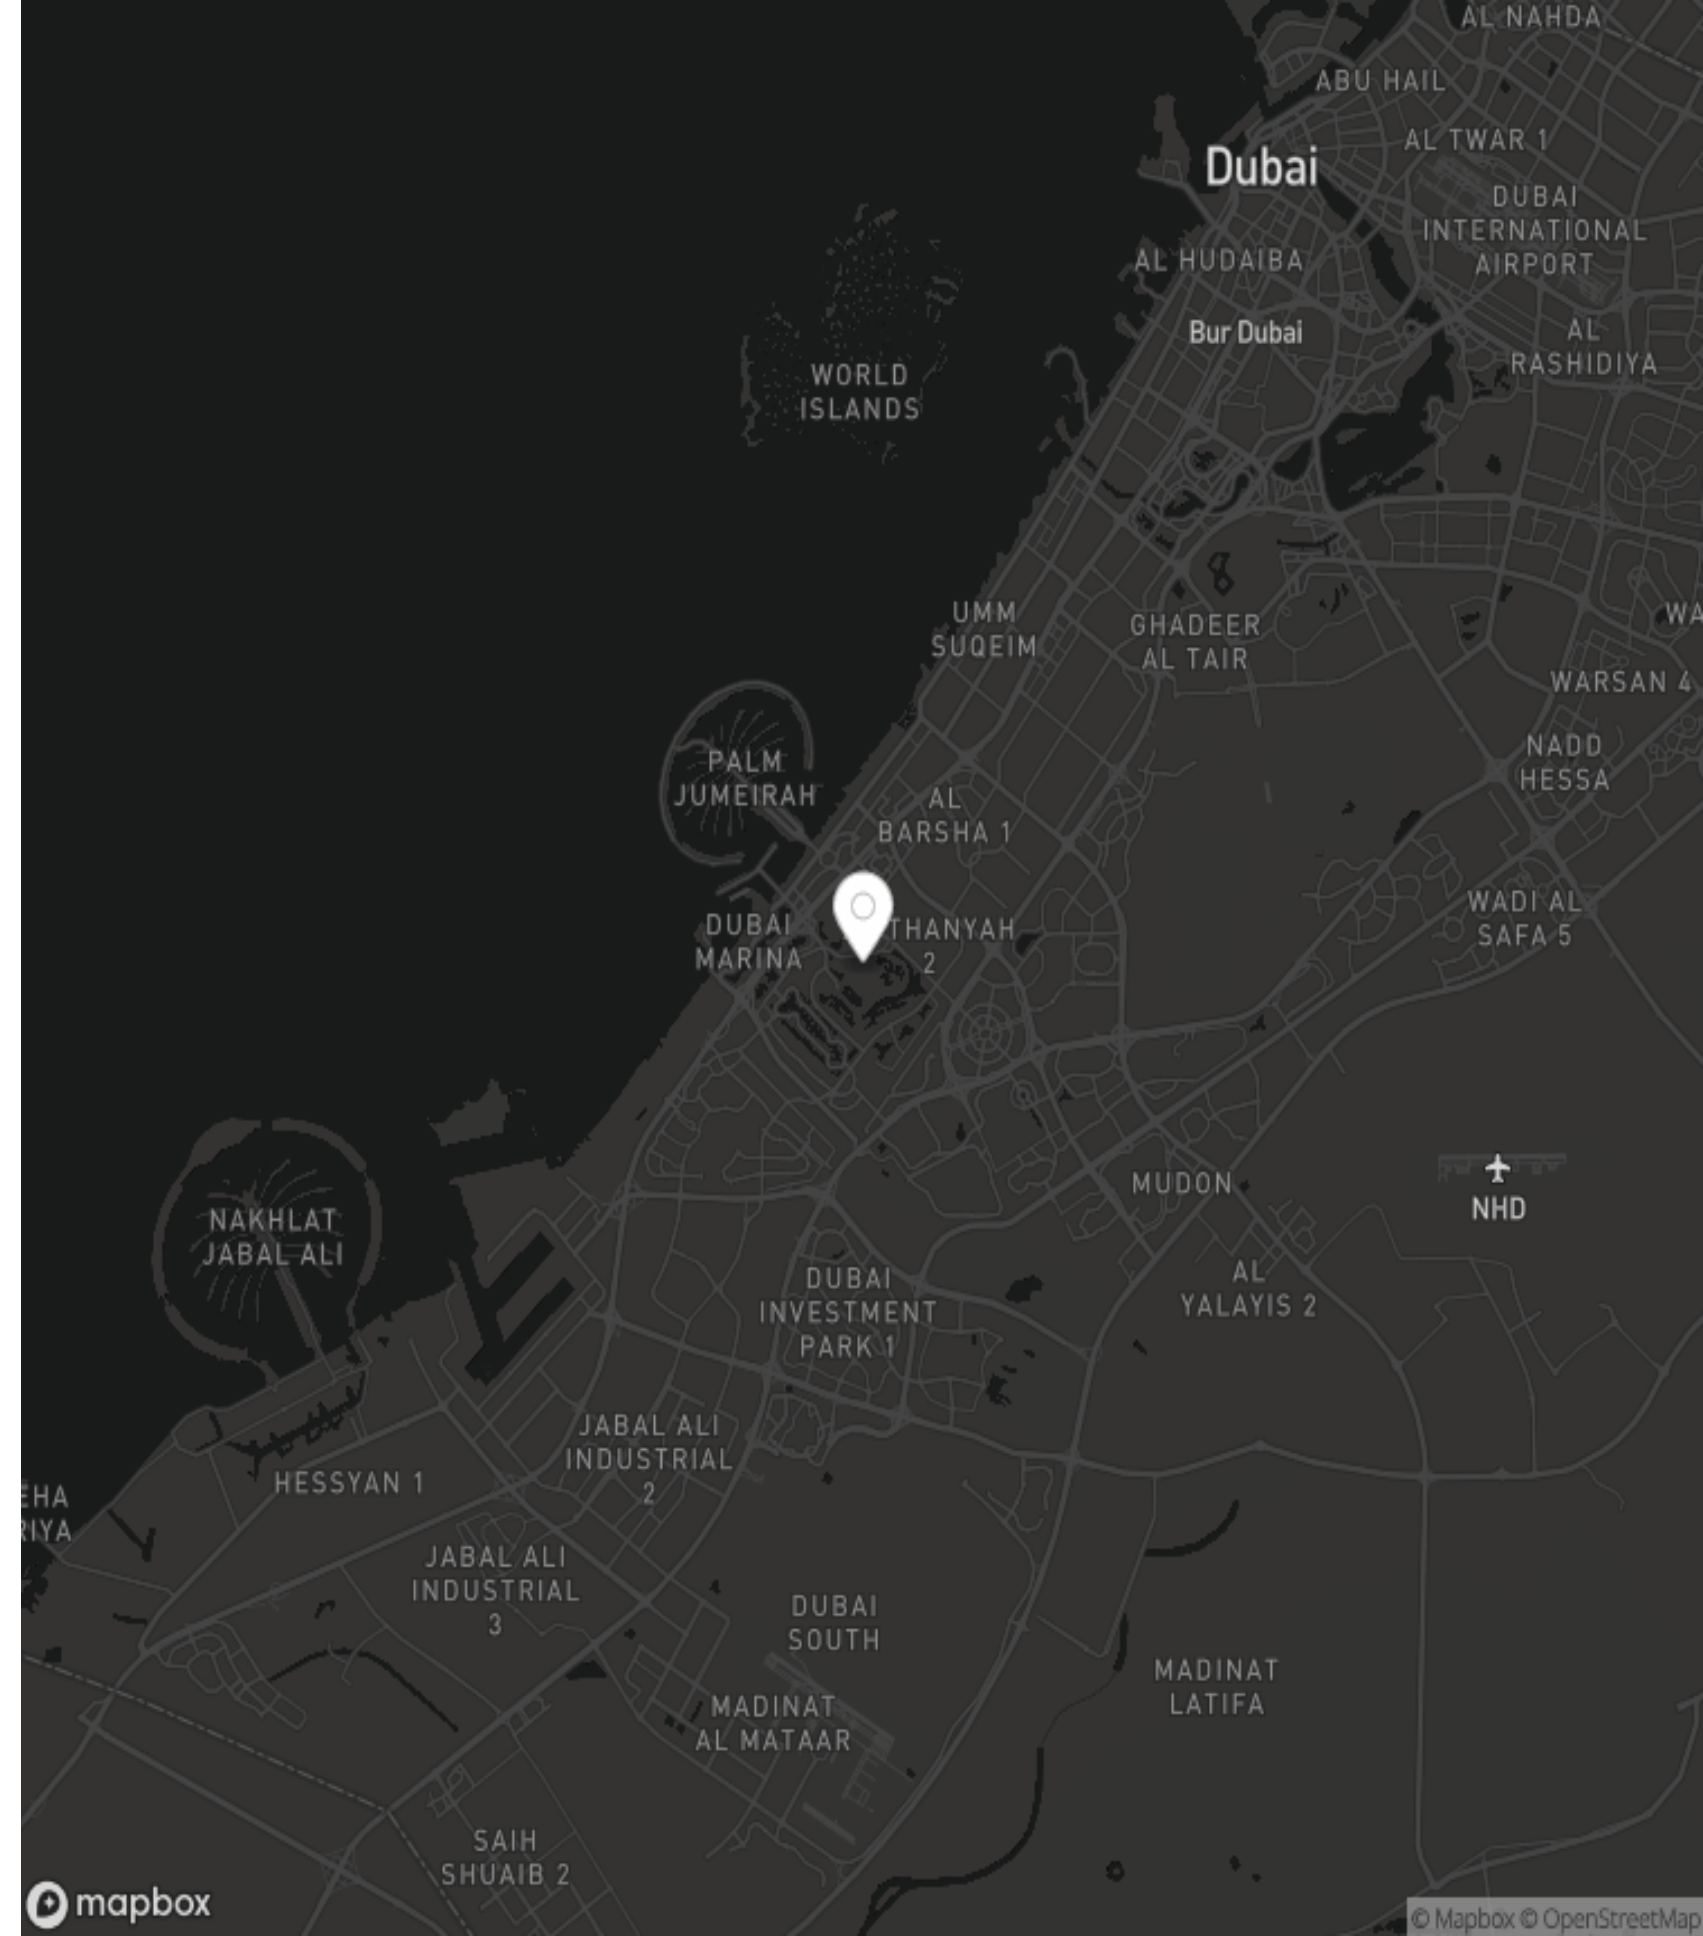 AL NAHDA
ABU HAIL
AL TWAR 1
Dubai
DUBAI
INTERNATIONAL
AIRPORT
AL HUDAIBA
Bur Dubai
AL
RASHIDIYA
WORLD
ISLANDS
UMM
SUQEIM
GHADEER
AL TAIR
WA
WARSAN 4
NADD
HESSA
PALM
JUMEIRAH
AL
BARSHA 1
WADI AL
SAFA 5
DUBAI
MARINA
THANYAH
2
MUDON
NHD
NAKHLAT
JABAL ALI
AL
YALAYIS 2
DUBAI
INVESTMENT
PARK 1
JABAL ALI
INDUSTRIAL
2
HESSYAN 1
EHA
RIYA
JABAL ALI
INDUSTRIAL
3
DUBAI
SOUTH
MADINAT
LATIFA
MADINAT
AL MATAAR
SAIH
SHUAIB 2
mapbox
© Mapbox © OpenStreetMap